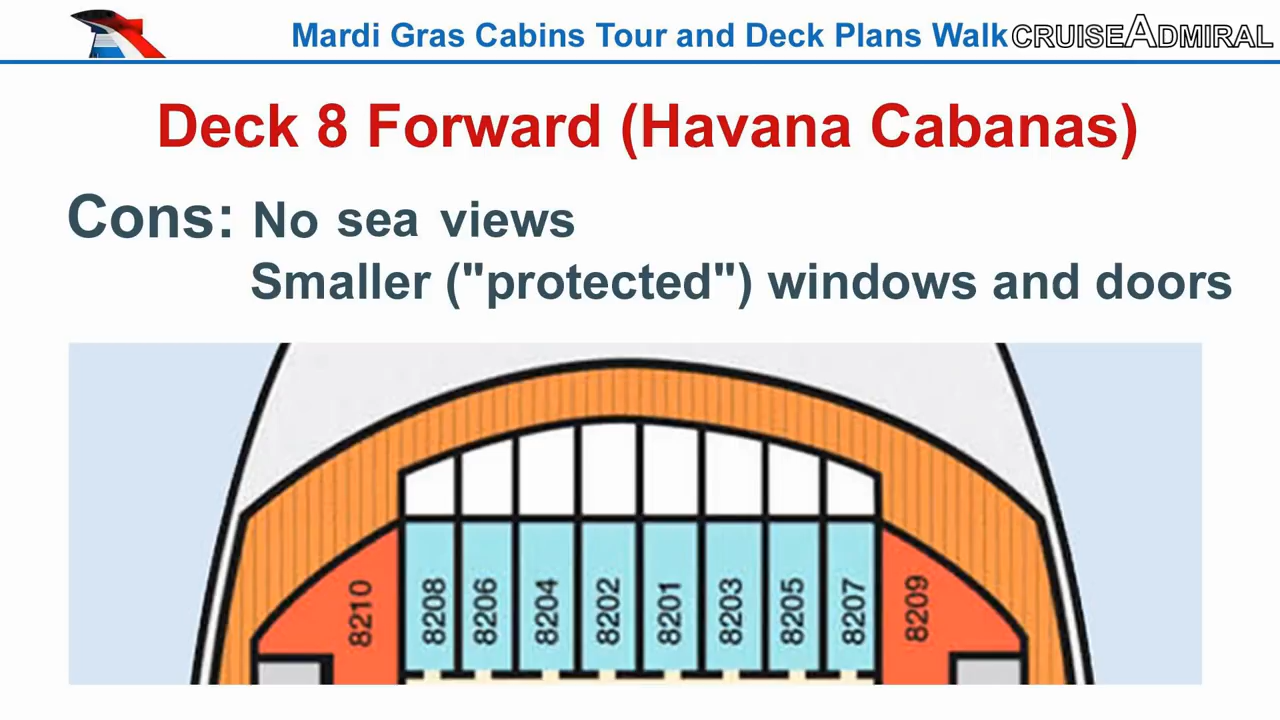 Mardi Gras Cabins Tour and Deck Plans Walk
CRUISEADMIRAL
Deck 8 Forward (Havana Cabanas)
Cons: No sea views
Smaller ("protected") windows and doors
8210 8208 8206 8204 8202 8201 8203 8205 8207 8209